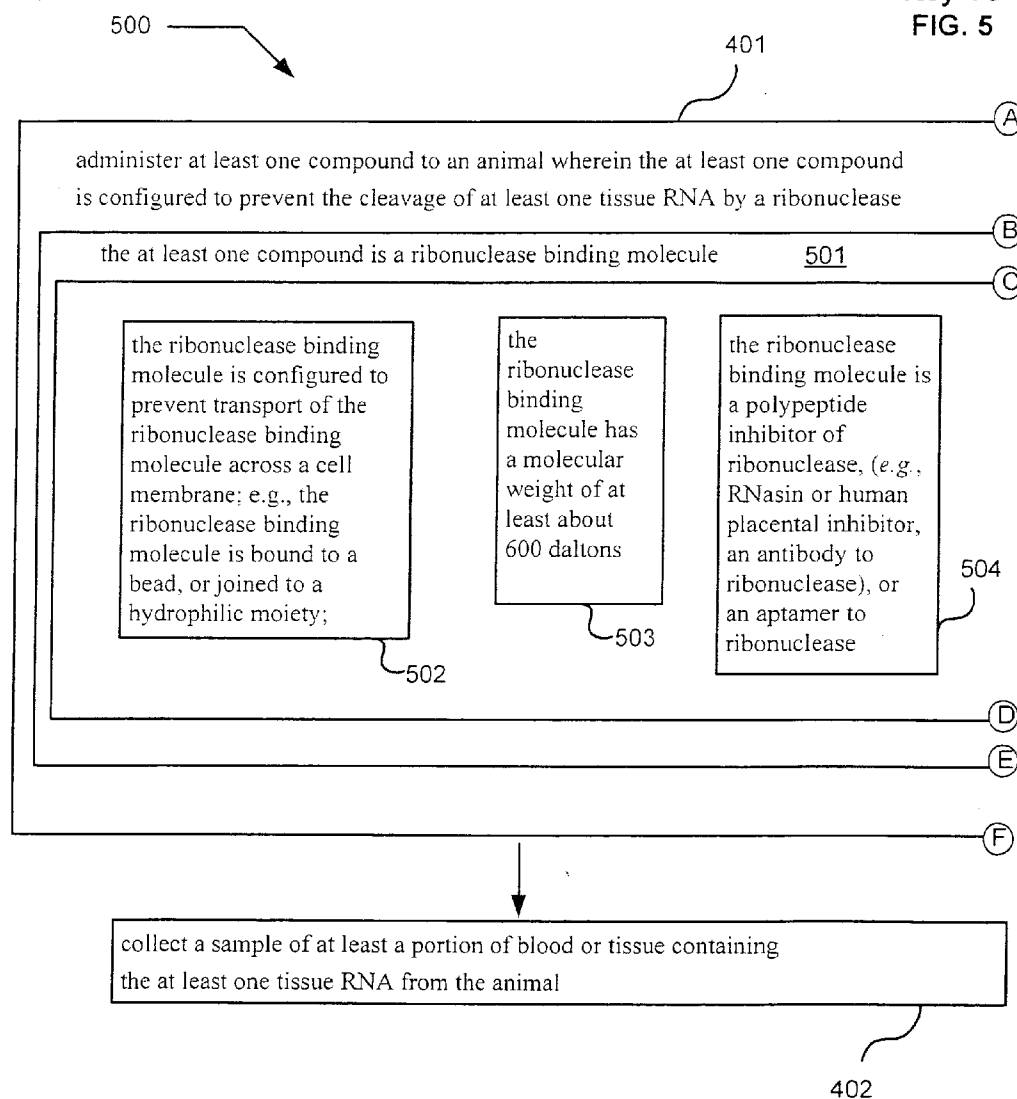 FIG. 5
500
401
A
administer at least one compound to an animal wherein the at least one compound
is configured to prevent the cleavage of at least one tissue RNA by a ribonuclease
B
the at least one compound is a ribonuclease binding molecule 501
C
the ribonuclease binding
molecule is configured to
prevent transport of the
ribonuclease binding
molecule across a cell
membrane; e.g., the
ribonuclease binding
molecule is bound to a
bead, or joined to a
hydrophilic moiety;
502
the
ribonuclease
binding
molecule has
a molecular
weight of at
least about
600 daltons
503
the ribonuclease
binding molecule is
a polypeptide
inhibitor of
ribonuclease, (e.g.,
RNasin or human
placental inhibitor,
an antibody to
ribonuclease), or
an aptamer to
ribonuclease
504
D
E
F
collect a sample of at least a portion of blood or tissue containing
the at least one tissue RNA from the animal
402